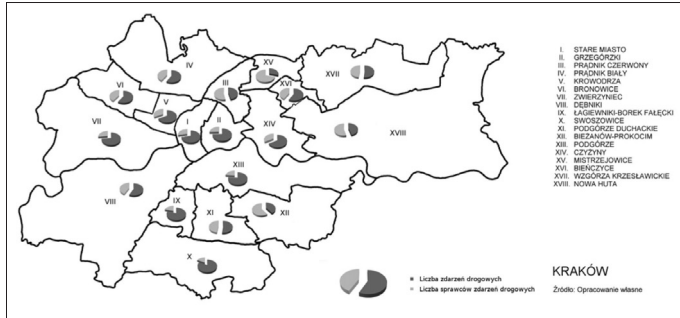 IV
XV
XVII
VI
III
XVI
V
VII
I
II
XIV
XVIII
XIII
VIII
IX
XI
XII
X
I. STARE MIASTO
II. GRZEGÓRZKI
III. PRĄDNIK CZERWONY
IV. PRĄDNIK BIAŁY
V. KROWODRZA
VI. BRONOWICE
VII. ZWIERZYNIEC
VIII. DĘBNIKI
IX. ŁAGIEWNIKI-BOREK FAŁĘCKI
X. SWOSZOWICE
XI. PODGÓRZE DUCHACKIE
XII. BIEŻANÓW-PROKOCIM
XIII. PODGÓRZE
XIV. CZYŻYNY
XV. MISTRZEJOWICE
XVI. BIEŃCZYCE
XVII. WZGÓRZA KRZESŁAWICKIE
XVIII. NOWA HUTA
Liczba zdarzeń drogowych
Liczba sprawców zdarzeń drogowych
KRAKÓW
Źródło: Opracowanie własne